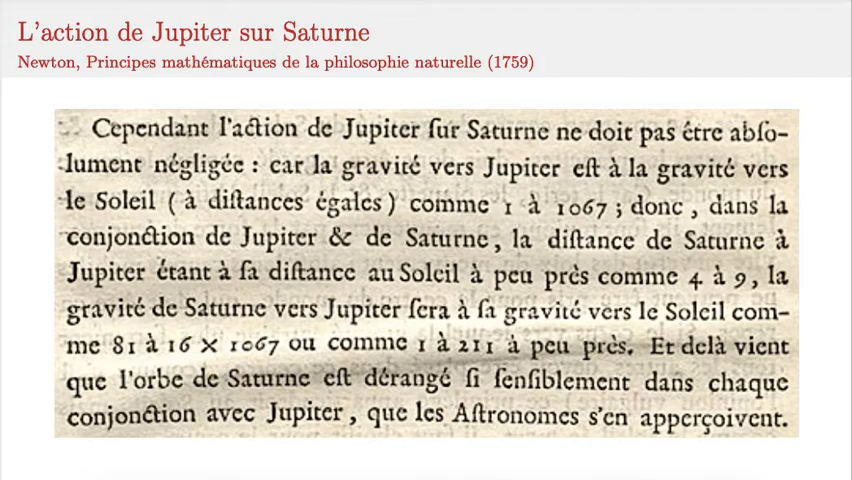 L'action de Jupiter sur Saturne
Newton, Principes mathématiques de la philosophie naturelle (1759)
Cependant l'action de Jupiter ſur Saturne ne doit pas être abſo-
lument négligée : car la gravité vers Jupiter eſt à la gravité vers
le Soleil ( à diſtances égales ) comme 1 à 1067 ; donc , dans la
conjonction de Jupiter & de Saturne, la diſtance de Saturne à
Jupiter étant à ſa diſtance au Soleil à peu près comme 4 à 9, la
gravité de Saturne vers Jupiter ſera à ſa gravité vers le Soleil com-
me 81 à 16 × 1067 ou comme 1 à 211 à peu près. Et delà vient
que l'orbe de Saturne eſt dérangé ſi ſenſiblement dans chaque
conjonction avec Jupiter, que les Aſtronomes s'en apperçoivent.